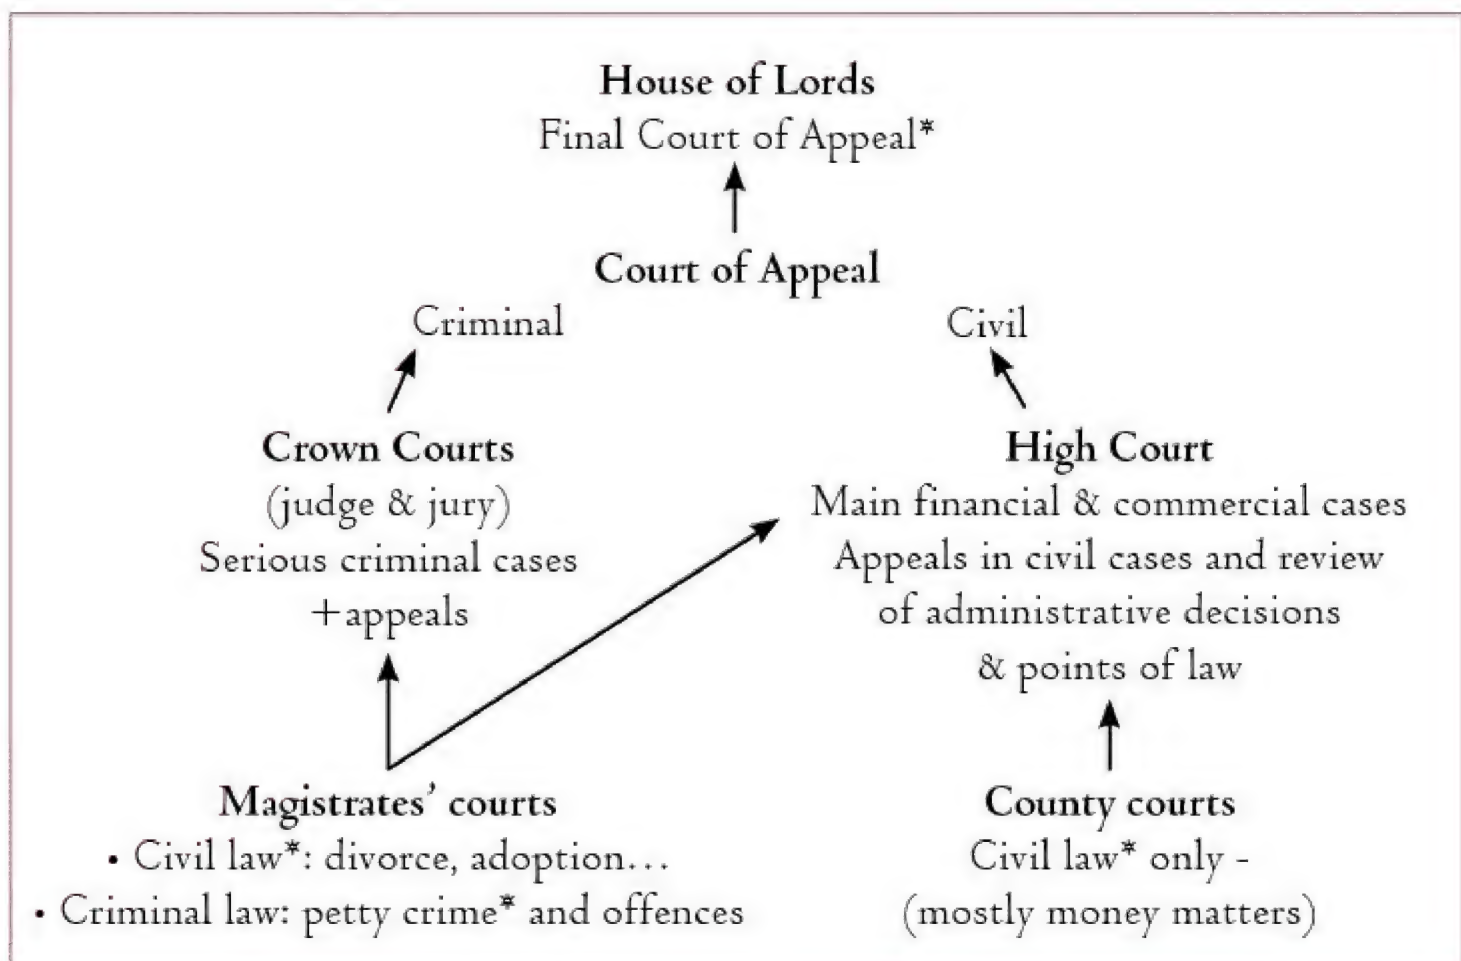 House of Lords
Final Court of Appeal*
Court of Appeal
Criminal
Civil
Crown Courts
(judge & jury)
Serious criminal cases
+appeals
High Court
Main financial & commercial cases
Appeals in civil cases and review
of administrative decisions
& points of law
Magistrates' courts
• Civil law*: divorce, adoption...
• Criminal law: petty crime* and offences
County courts
Civil law* only -
(mostly money matters)